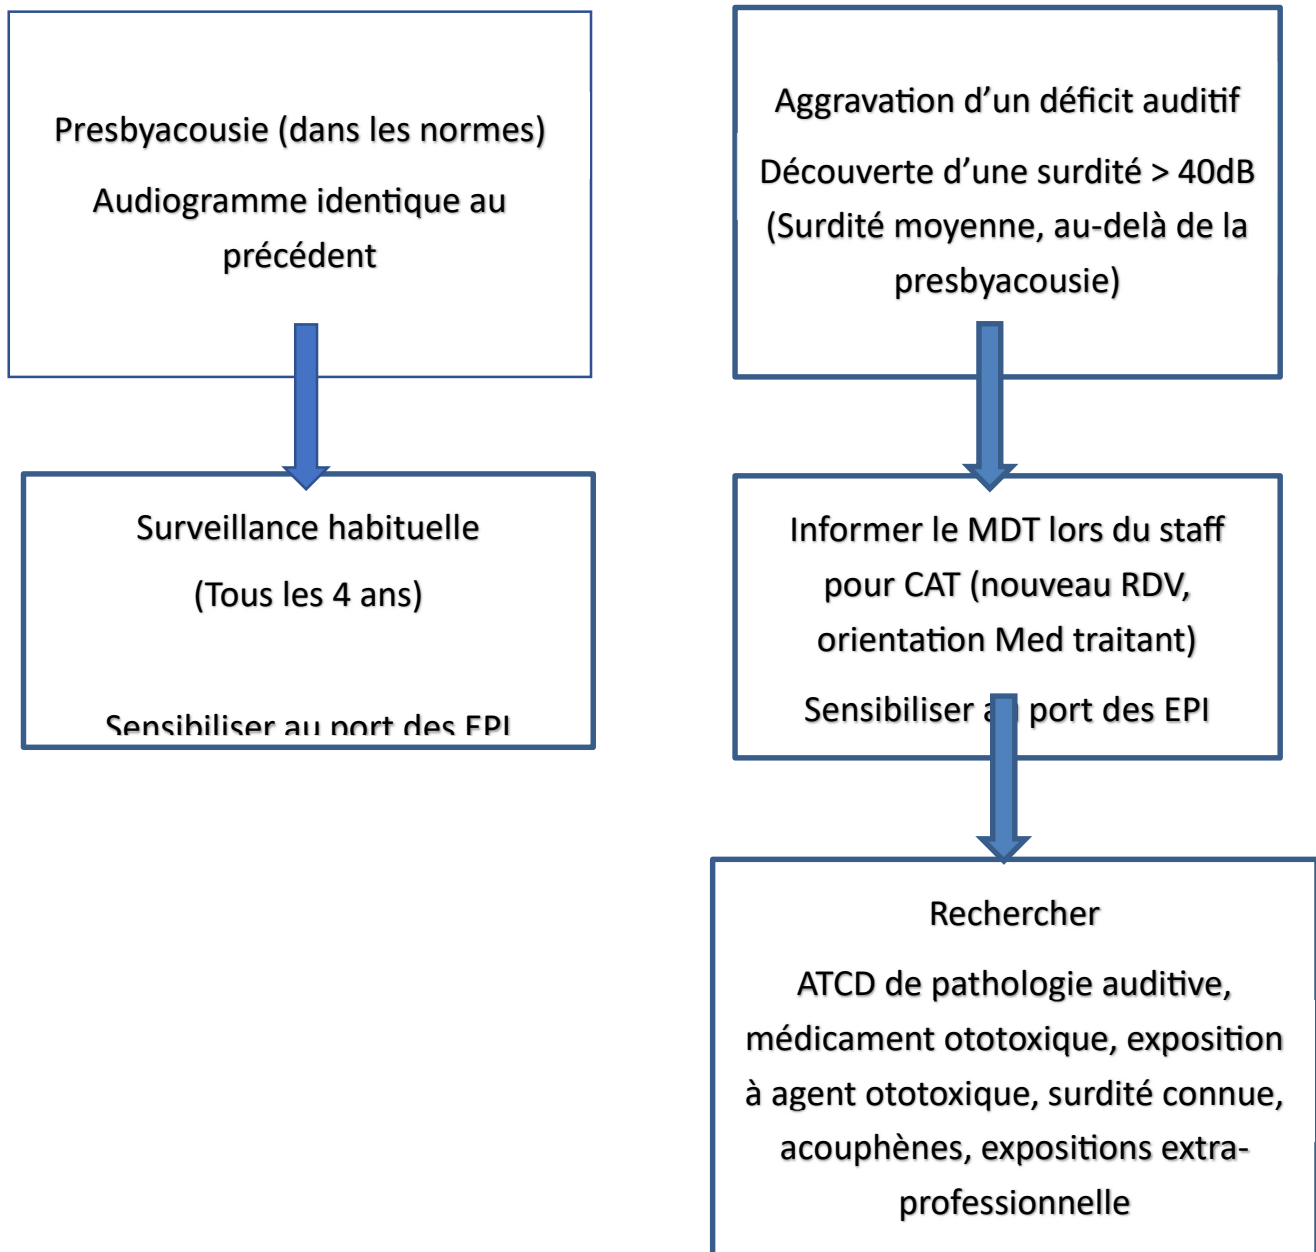 Presbyacousie (dans les normes)
Audiogramme identique au
précédent
Surveillance habituelle
(Tous les 4 ans)
Sensibiliser au port des EPI
Aggravation d’un déficit auditif
Découverte d’une surdité > 40dB
(Surdité moyenne, au-delà de la
presbyacousie)
Informer le MDT lors du staff
pour CAT (nouveau RDV,
orientation Med traitant)
Sensibiliser au port des EPI
Rechercher
ATCD de pathologie auditive,
médicament ototoxique, exposition
à agent ototoxique, surdité connue,
acouphènes, expositions extra-
professionnelle